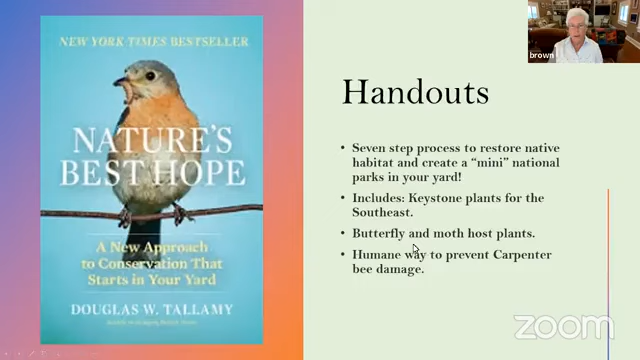 NEW YORK TIMES BESTSELLER
NATURE'S
BEST HOPE
A New Approach
to Conservation That
Starts in Your Yard
DOUGLAS W. TALLAMY
Handouts
• Seven step process to restore native
habitat and create a “mini” national
parks in your yard!
• Includes: Keystone plants for the
Southeast.
• Butterfly and moth host plants.
• Humane way to prevent Carpenter
bee damage.
brown
zoom